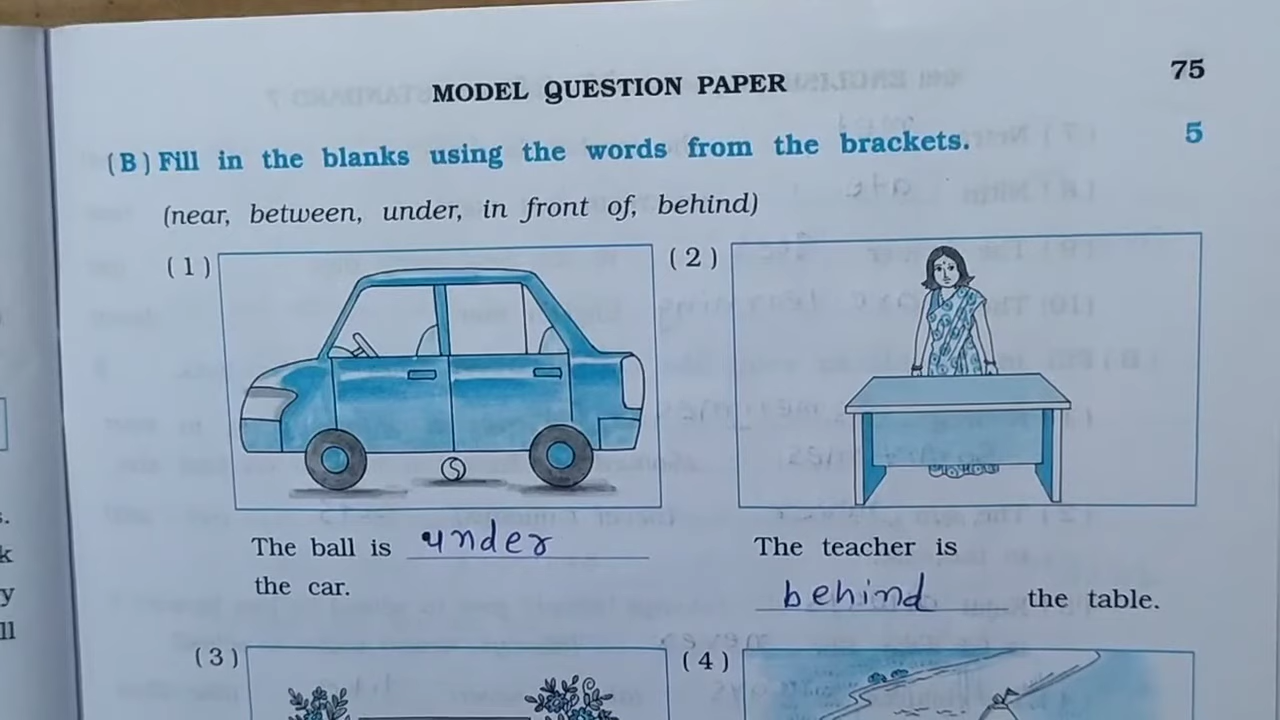 MODEL QUESTION PAPER
75
(B) Fill in the blanks using the words from the brackets. 5
(near, between, under, in front of, behind)
(1)
(2)
The ball is under
the car.
The teacher is
behind the table.
(3)
(4)
s.
k
y
ll